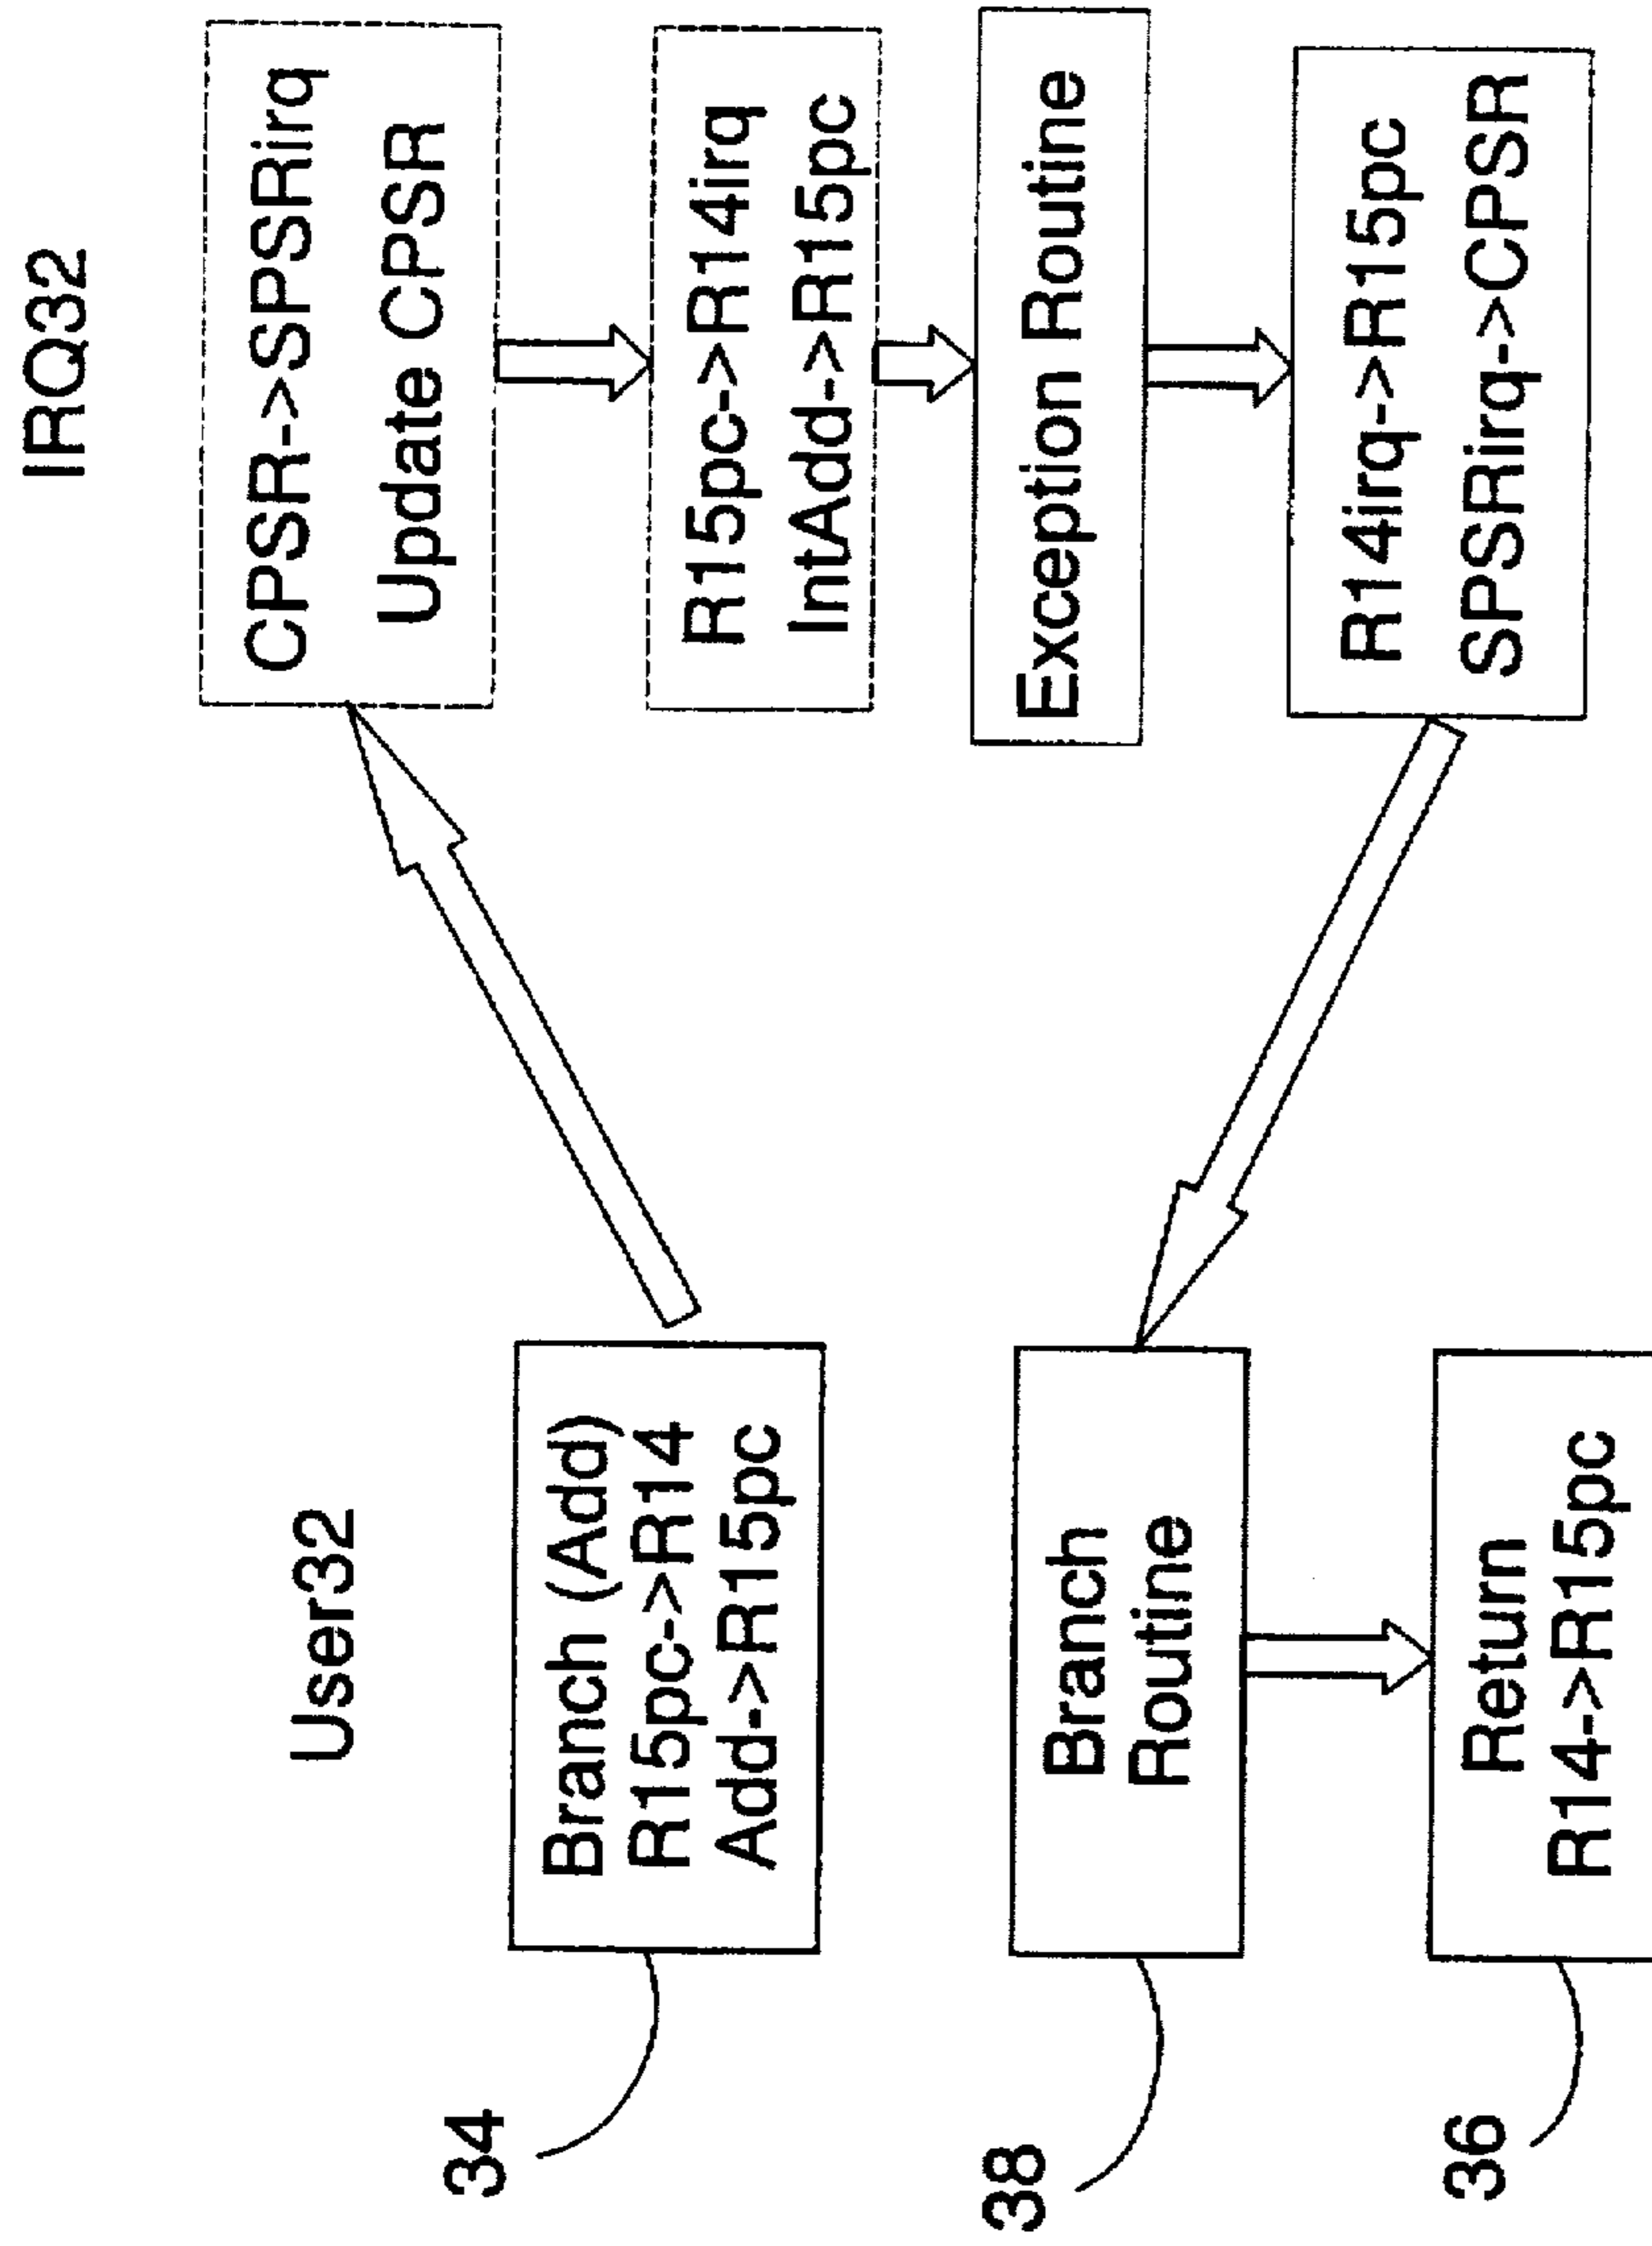 User32
34
Branch (Add)
R15pc->R14
Add->R15pc
38
Branch
Routine
36
Return
R14->R15pc
IRQ32
CPSR->SPSRirq
Update CPSR
R15pc->R14irq
IntAdd->R15pc
Exception Routine
R14irq->R15pc
SPSRirq->CPSR